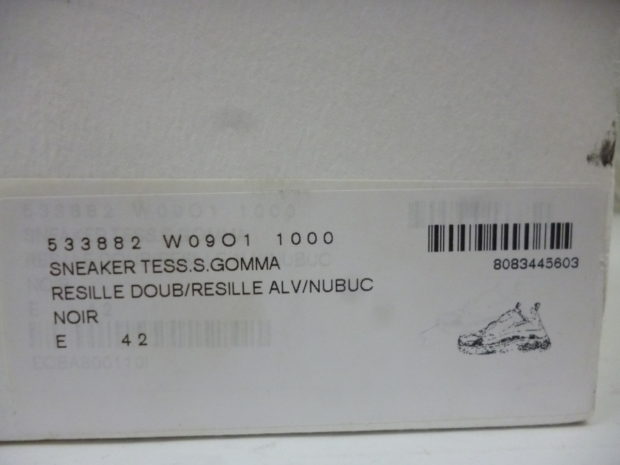 533882 W09O1 1000
SNEAKER TESS.S.GOMMA
RESILLE DOUB/RESILLE ALV/NUBUC
NOIR
E 42
8083445603